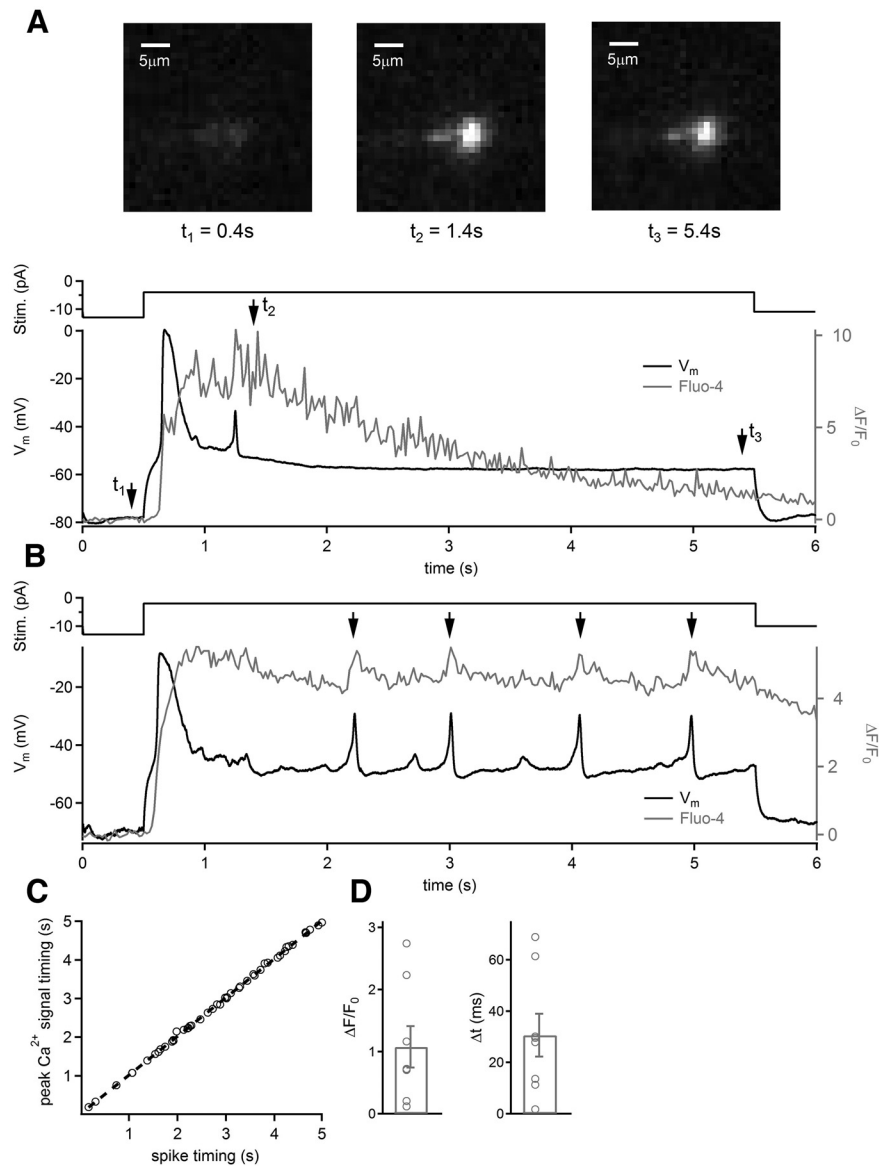 A
5μm
5μm
5μm
t1 = 0.4s
t2 = 1.4s
t3 = 5.4s
Stim. (pA)
0
-10
t2
0
-20
-40
-60
-80
Vm (mV)
Vm
Fluo-4
t1
t3
10
5
0
ΔF/F0
0 1 2 3 4 5 6
time (s)
B
Stim. (pA)
0
-10
-20
-40
-60
Vm (mV)
Vm
Fluo-4
4
2
0
ΔF/F0
0 1 2 3 4 5 6
time (s)
C
peak Ca2+ signal timing (s)
5
4
3
2
1
1 2 3 4 5
spike timing (s)
D
ΔF/F0
3
2
1
0
Δt (ms)
60
40
20
0